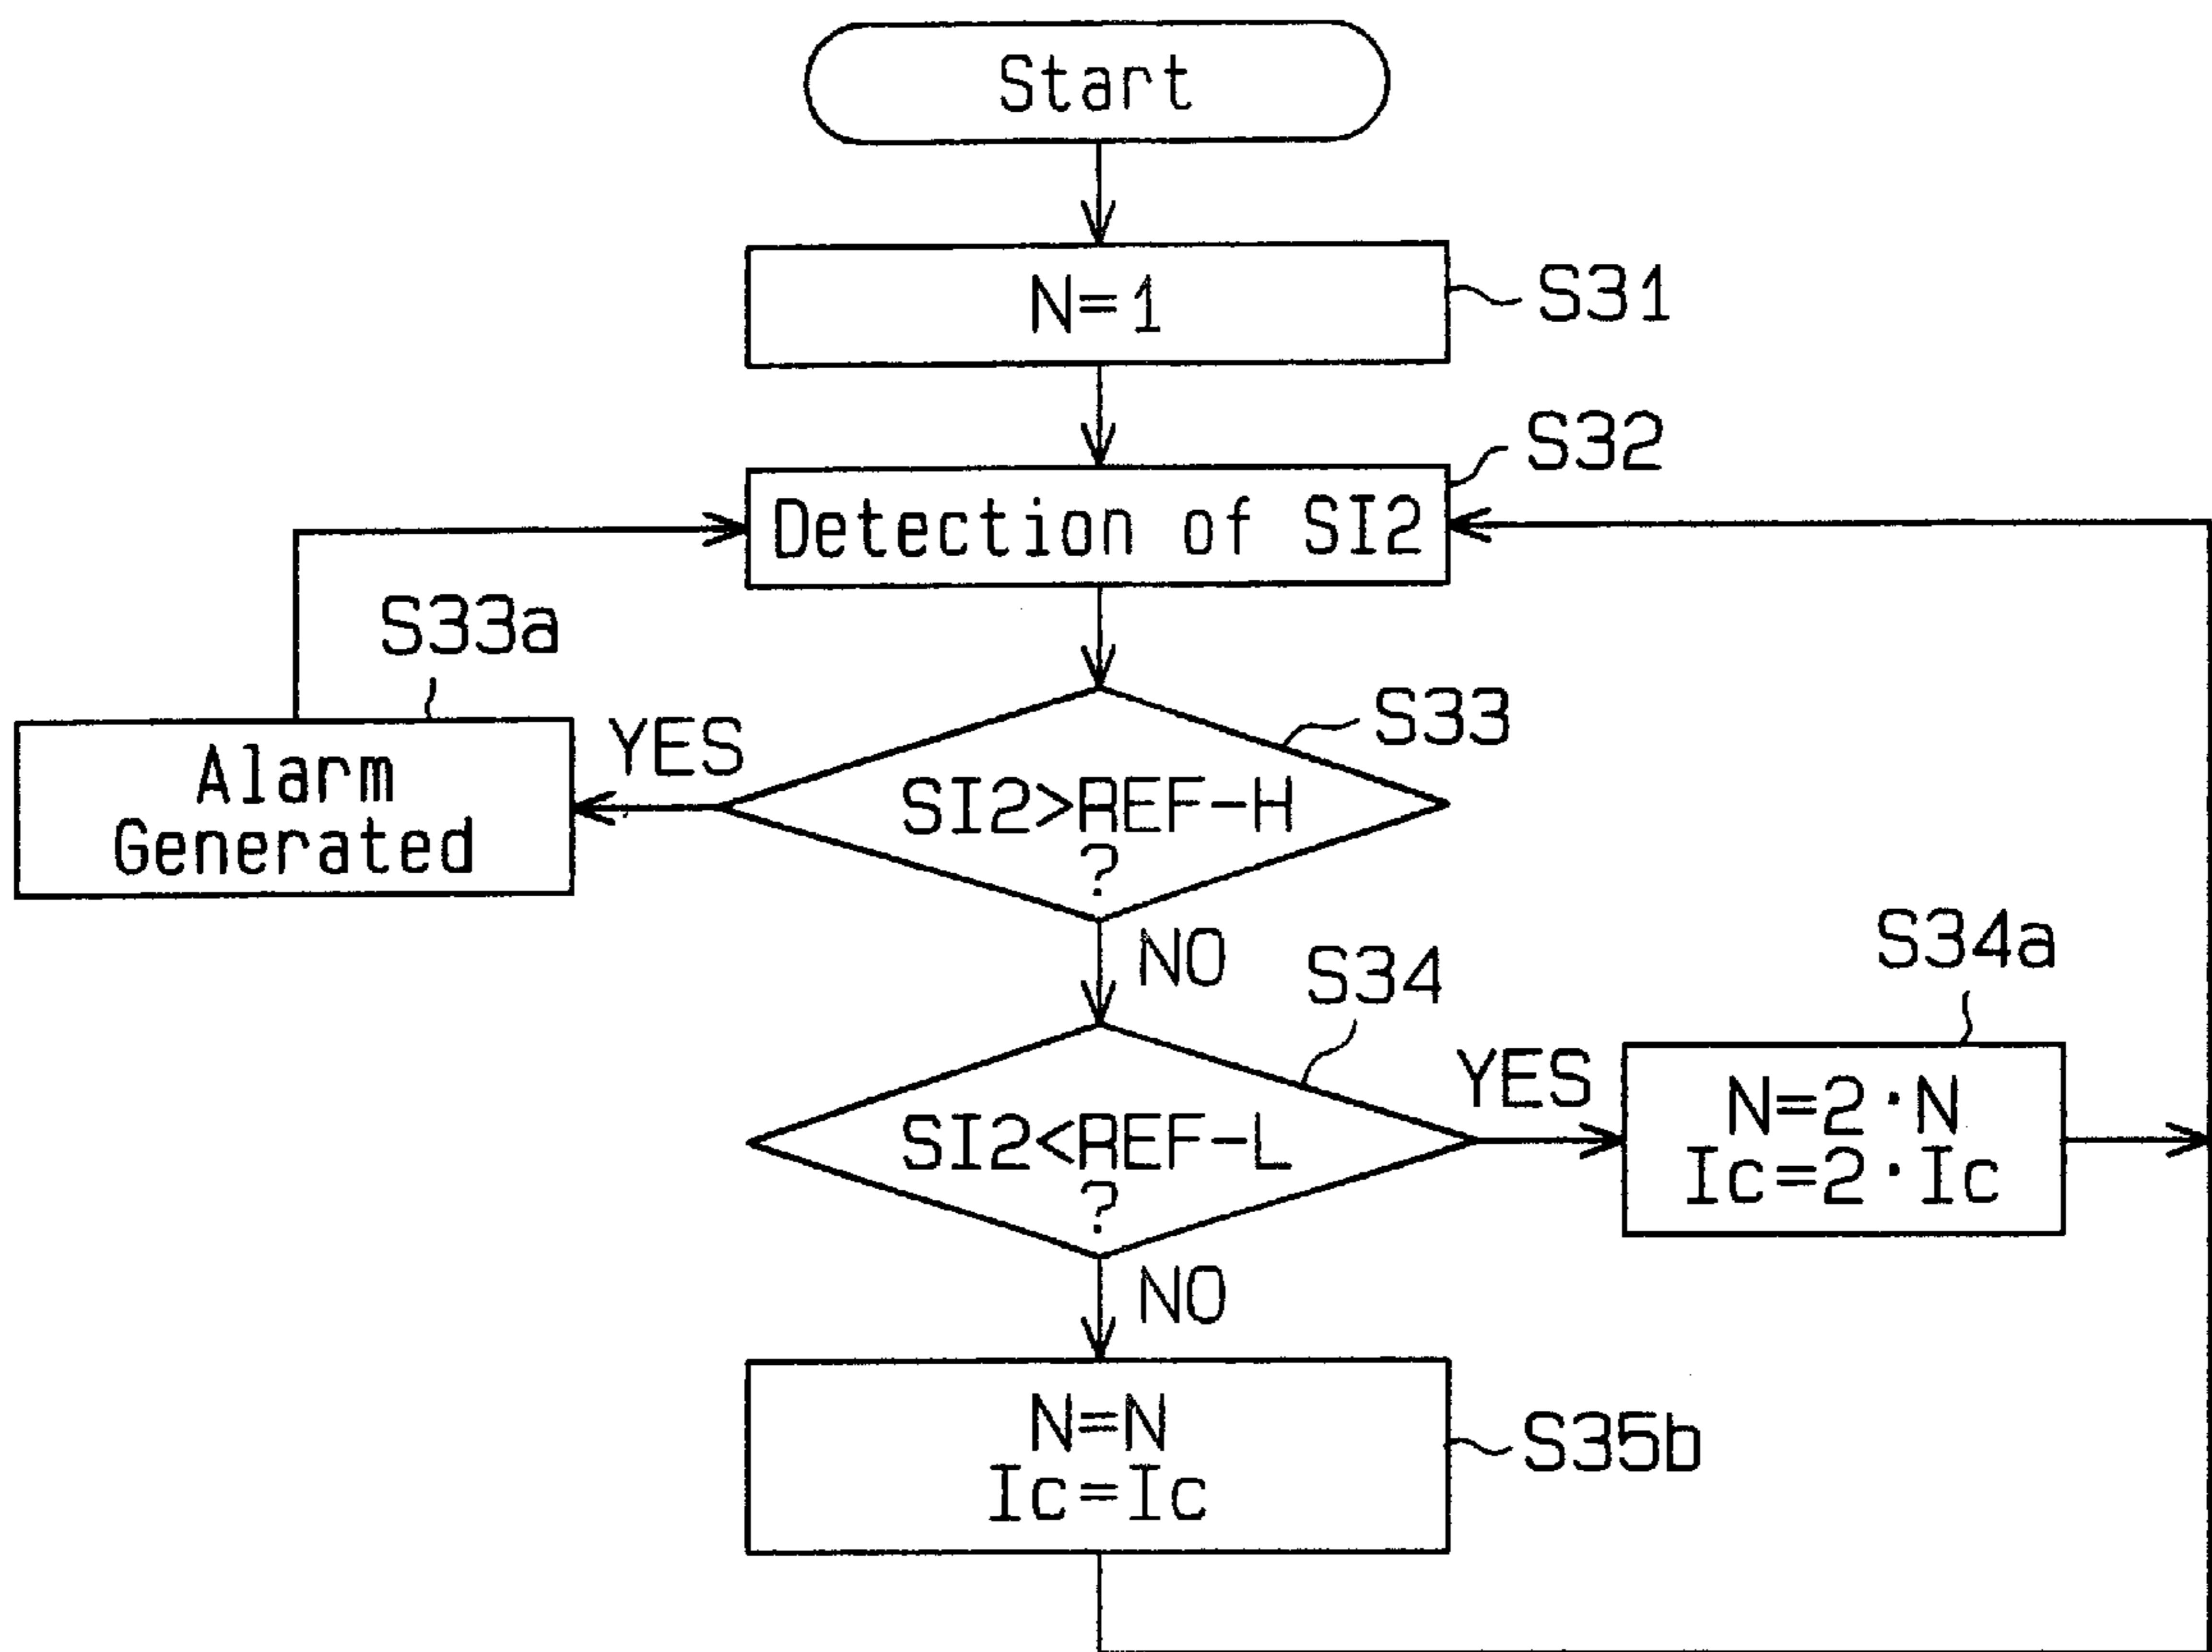 Start
N=1
S31
S32
Detection of SI2
S33a
S33
Alarm
Generated
YES
SI2>REF-H
?
NO
S34
S34a
YES
SI2<REF-L
?
N=2·N
Ic=2·Ic
NO
N=N
Ic=Ic
S35b